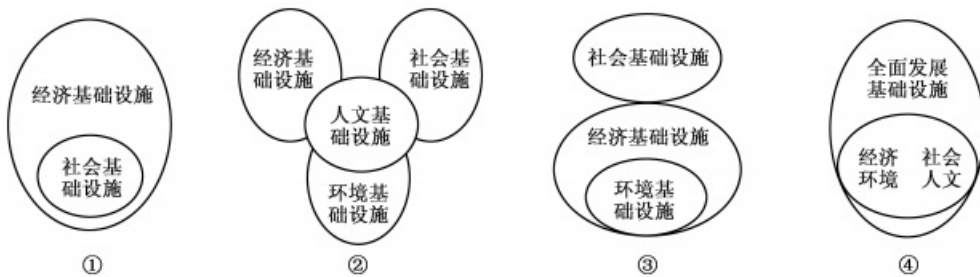 经济基础设施
社会基
础设施
①
经济基
础设施
社会基
础设施
人文基
础设施
环境基
础设施
②
社会基础设施
经济基础设施
环境基
础设施
③
全面发展
基础设施
经济 社会
环境 人文
④